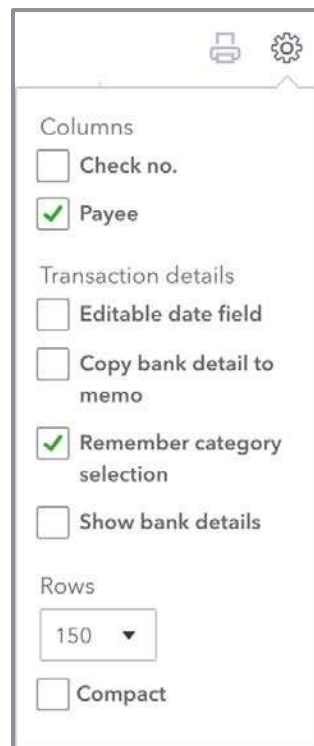 Columns
Check no.
Payee
Transaction details
Editable date field
Copy bank detail to
memo
Remember category
selection
Show bank details
Rows
150
Compact